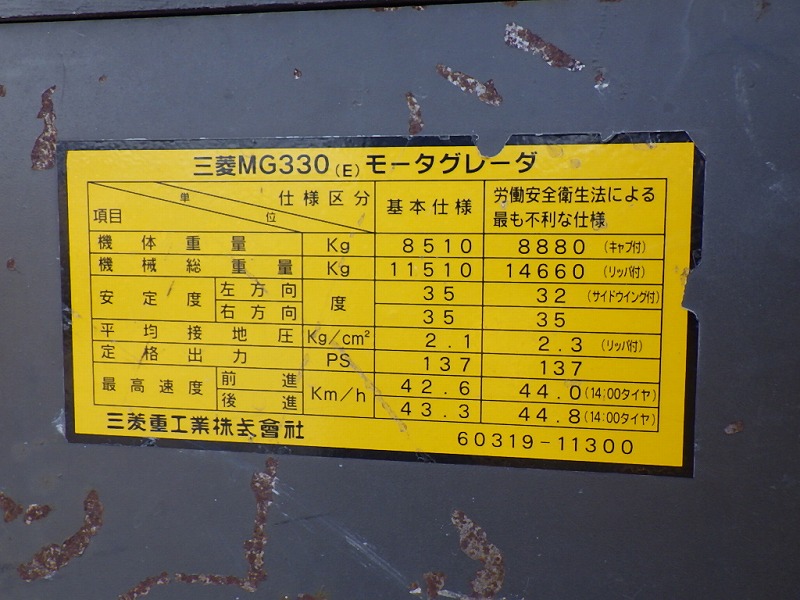 三菱MG330(E)モータグレーダ
項目 単位 仕様区分 基本仕様 労働安全衛生法による最も不利な仕様
機体重量 Kg 8510 8880 (キャブ付)
機械総重量 Kg 11510 14660 (リッパ付)
安定度 左方向 度 35 32 (サイドウイング付)
右方向 35 35
平均接地圧 Kg/cm² 2.1 2.3 (リッパ付)
定格出力 PS 137 137
最高速度 前進 Km/h 42.6 44.0 (14:00タイヤ)
後進 43.3 44.8 (14:00タイヤ)
三菱重工業株式會社 60319-11300